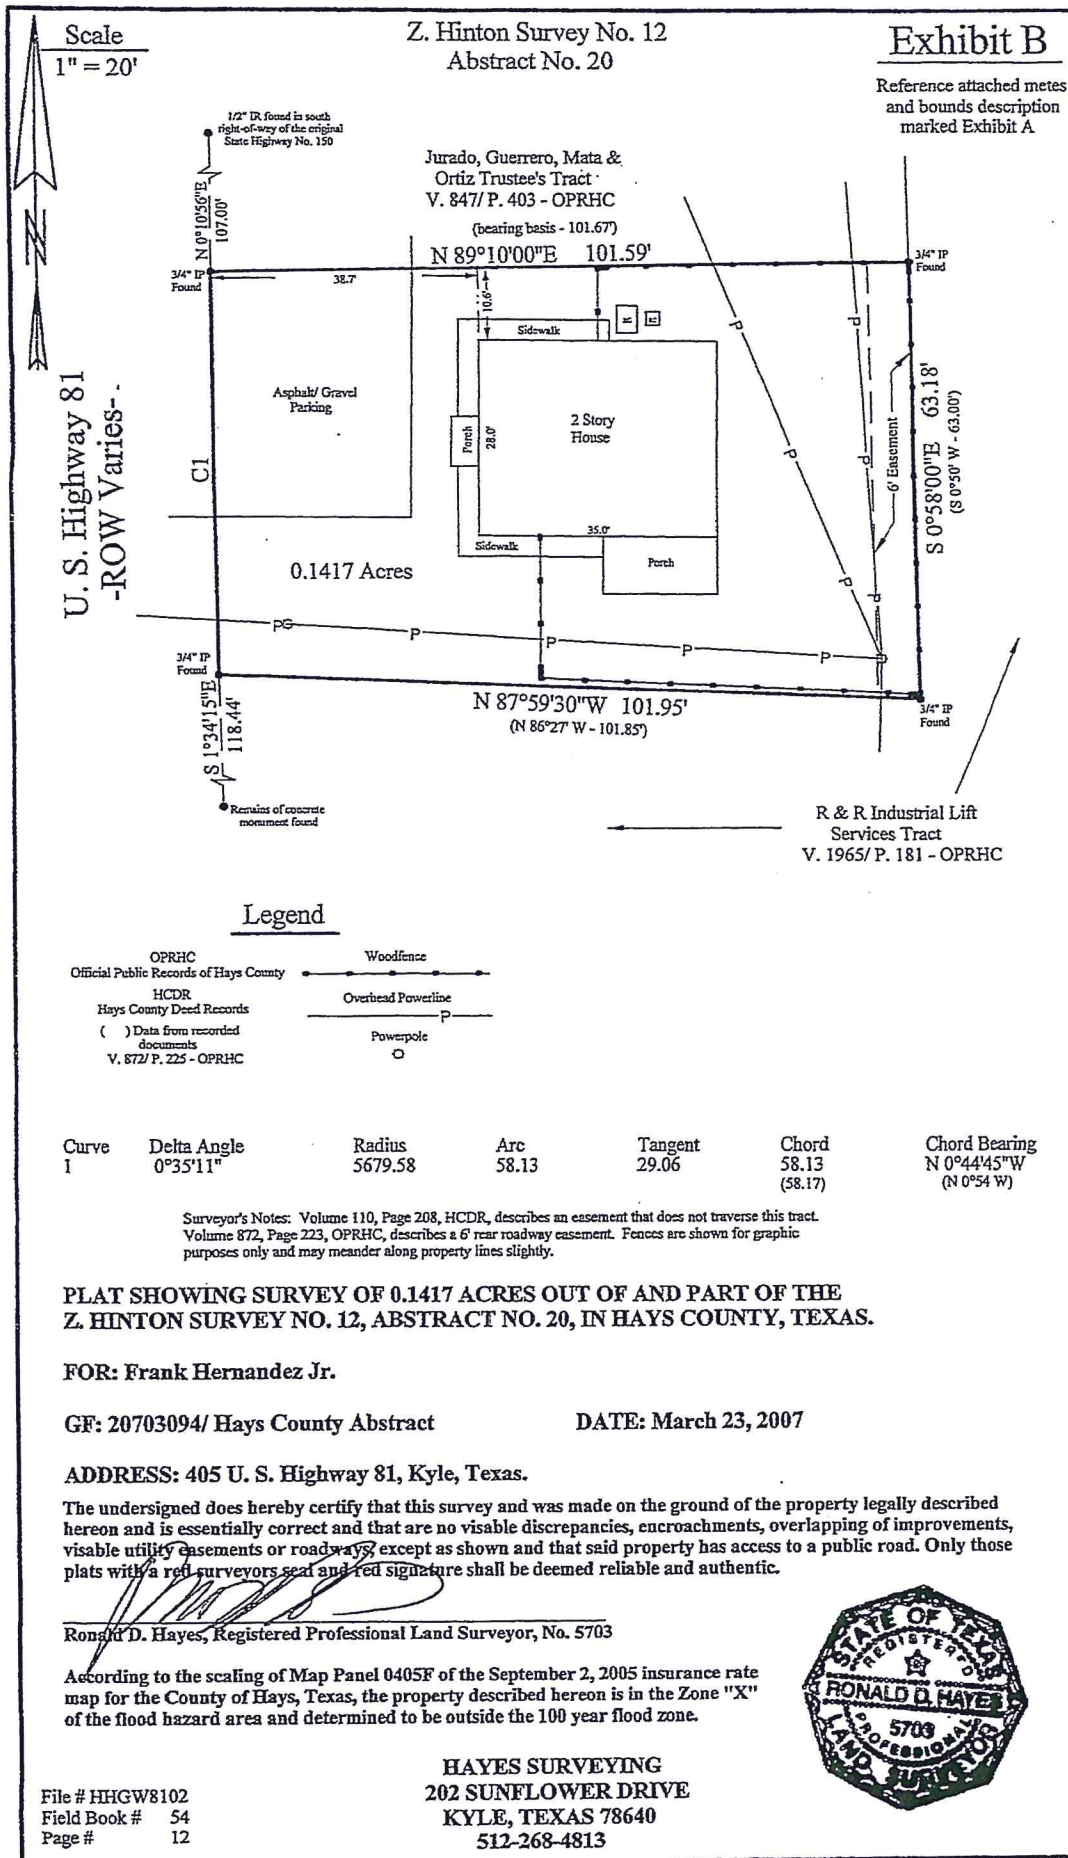 Scale
1" = 20'
Z. Hinton Survey No. 12
Abstract No. 20
Exhibit B
Reference attached metes
and bounds description
marked Exhibit A
1/2" IR found in south
right-of-way of the original
State Highway No. 150
N
N 0°10'56"E
107.00'
Jurado, Guerrero, Mata &
Ortiz Trustee's Tract
V. 847/ P. 403 - OPRHC
(bearing basis - 101.67')
N 89°10'00"E 101.59'
3/4" IP
Found
3/4" IP
Found
38.7'
10.6'
Sidewalk
P
P
Asphalt/ Gravel
Parking
2 Story
House
Porch
28.0'
P
P
6' Easement
S 0°58'00"E 63.18'
(S 0°50' W - 63.00')
U. S. Highway 81
-ROW Varies-
C1
35.0'
Sidewalk
Porch
0.1417 Acres
P
P
P
P
P
P
P
3/4" IP
Found
S 1°34'15"E
118.44'
N 87°59'30"W 101.95'
(N 86°27' W - 101.85')
3/4" IP
Found
Remains of concrete
monument found
R & R Industrial Lift
Services Tract
V. 1965/ P. 181 - OPRHC
Legend
OPRHC
Official Public Records of Hays County
HCDR
Hays County Deed Records
( ) Data from recorded
documents
V. 872/ P. 225 - OPRHC
Woodfence
Overhead Powerline
P
Powerpole
Curve Delta Angle Radius Arc Tangent Chord Chord Bearing
1 0°35'11" 5679.58 58.13 29.06 58.13 N 0°44'45"W
(58.17) (N 0°54 W)
Surveyor's Notes: Volume 110, Page 208, HCDR, describes an easement that does not traverse this tract.
Volume 872, Page 223, OPRHC, describes a 6' rear roadway easement. Fences are shown for graphic
purposes only and may meander along property lines slightly.
PLAT SHOWING SURVEY OF 0.1417 ACRES OUT OF AND PART OF THE
Z. HINTON SURVEY NO. 12, ABSTRACT NO. 20, IN HAYS COUNTY, TEXAS.
FOR: Frank Hernandez Jr.
GF: 20703094/ Hays County Abstract DATE: March 23, 2007
ADDRESS: 405 U. S. Highway 81, Kyle, Texas.
The undersigned does hereby certify that this survey and was made on the ground of the property legally described
hereon and is essentially correct and that are no visable discrepancies, encroachments, overlapping of improvements,
visable utility easements or roadways, except as shown and that said property has access to a public road. Only those
plats with a red surveyors seal and red signature shall be deemed reliable and authentic.
Ronald D. Hayes, Registered Professional Land Surveyor, No. 5703
According to the scaling of Map Panel 0405F of the September 2, 2005 insurance rate
map for the County of Hays, Texas, the property described hereon is in the Zone "X"
of the flood hazard area and determined to be outside the 100 year flood zone.
STATE OF TEXAS
REGISTERED
RONALD D. HAYES
5703
PROFESSIONAL
LAND SURVEYOR
HAYES SURVEYING
202 SUNFLOWER DRIVE
KYLE, TEXAS 78640
512-268-4813
File # HHGW8102
Field Book # 54
Page # 12